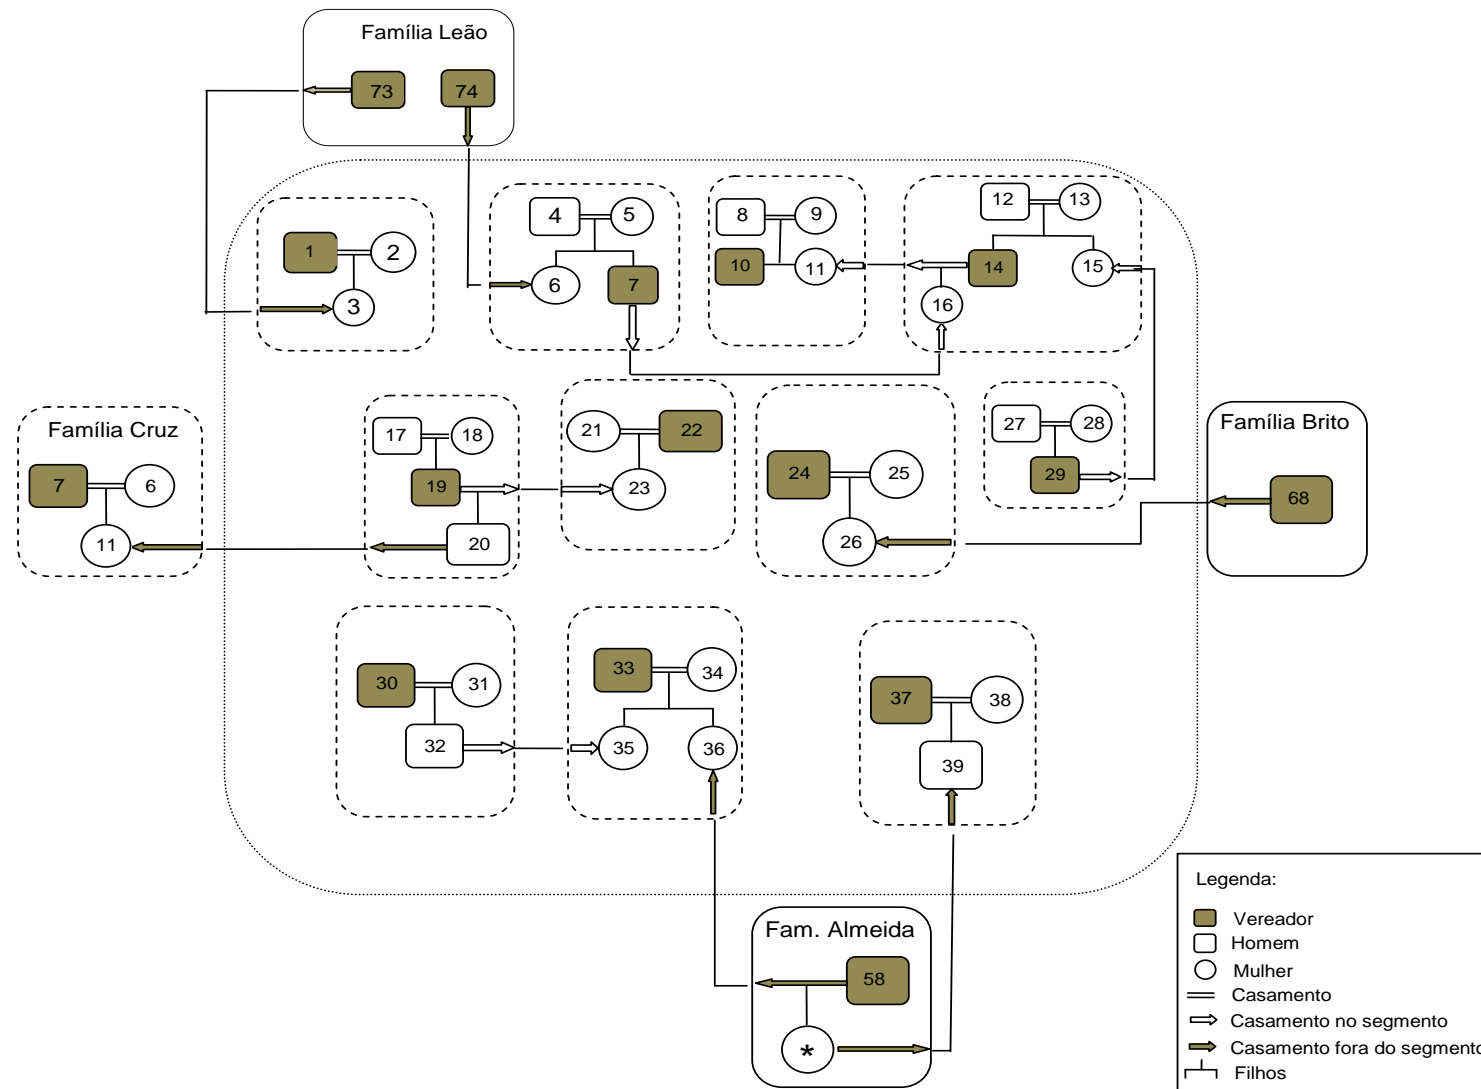 Família Leão
73 74
1 2
3
4 5
6 7
8 9
10 11
12 13
14 15
16
Família Cruz
7 6
11
17 18
19
20
21 22
23
24 25
26
27 28
29
Família Brito
68
30 31
32
33 34
35 36
37 38
39
Fam. Almeida
58
*
Legenda:
Vereador
Homem
Mulher
Casamento
Casamento no segmento
Casamento fora do segmento
Filhos